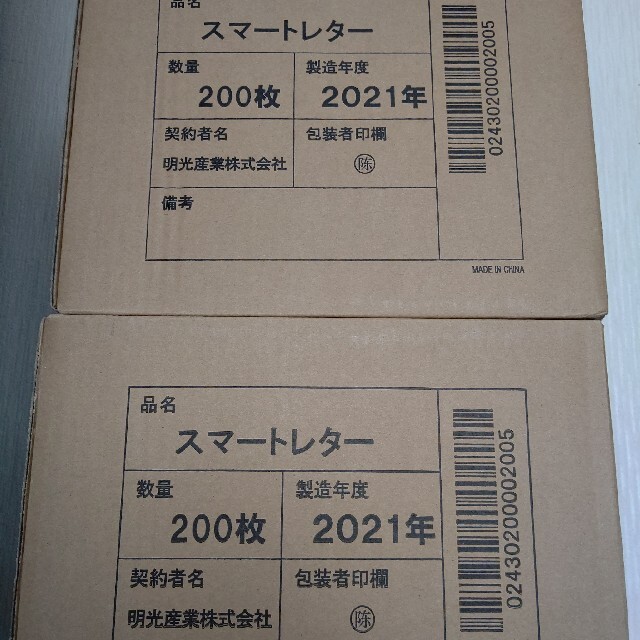 品名
スマートレター
数量
製造年度
200枚
2021年
契約者名
包装者印欄
明光産業株式会社
陈
備考
02430200002005
MADE IN CHINA
品名
スマートレター
数量
製造年度
200枚
2021年
契約者名
包装者印欄
明光産業株式会社
陈
02430200002005